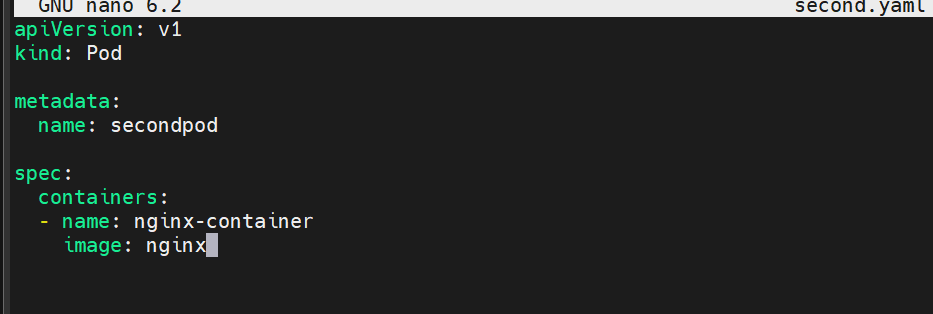 GNU nano 6.2 second.yaml
apiVersion: v1
kind: Pod
metadata:
name: secondpod
spec:
containers:
- name: nginx-container
image: nginx